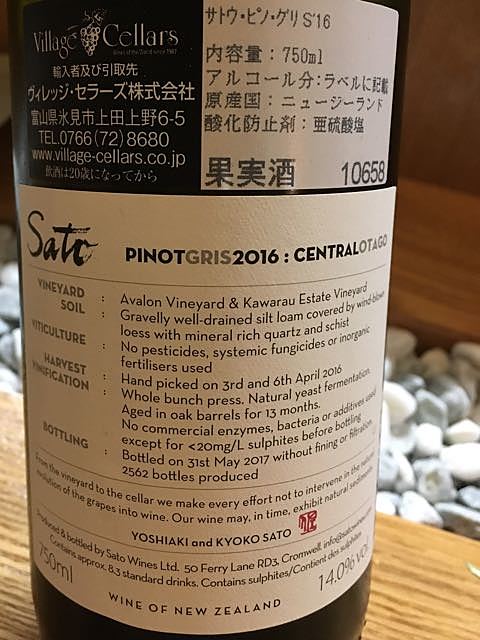 Village Cellars
Wines of the World since 1987
輸入者及び引取先
ヴィレッジ・セラーズ株式会社
富山県氷見市上田上野6-5
TEL.0766(72)8680
www.village-cellars.co.jp
飲酒は20歳になってから
サトウ・ピノ・グリ S'16
内容量：750ml
アルコール分：ラベルに記載
原産国：ニュージーランド
酸化防止剤：亜硫酸塩
果実酒 10658
Sato PINOTGRIS2016 : CENTRALOTAGO
VINEYARD : Avalon Vineyard & Kawarau Estate Vineyard
SOIL : Gravelly well-drained silt loam covered by wind-blown
loess with mineral rich quartz and schist
VITICULTURE : No pesticides, systemic fungicides or inorganic
fertilisers used
HARVEST : Hand picked on 3rd and 6th April 2016
VINIFICATION : Whole bunch press. Natural yeast fermentation.
Aged in oak barrels for 13 months.
No commercial enzymes, bacteria or additives used
except for <20mg/L sulphites before bottling
BOTTLING : Bottled on 31st May 2017 without fining or filtration.
2562 bottles produced
From the vineyard to the cellar we make every effort not to intervene in the natural
evolution of the grapes into wine. Our wine may, in time, exhibit natural sediments.
YOSHIAKI and KYOKO SATO
Produced & bottled by Sato Wines Ltd. 50 Ferry Lane RD3, Cromwell, info@satowines.com
Contains approx. 8.3 standard drinks. Contains sulphites/Contient des sulphites
750ml 14.0% VOL
WINE OF NEW ZEALAND